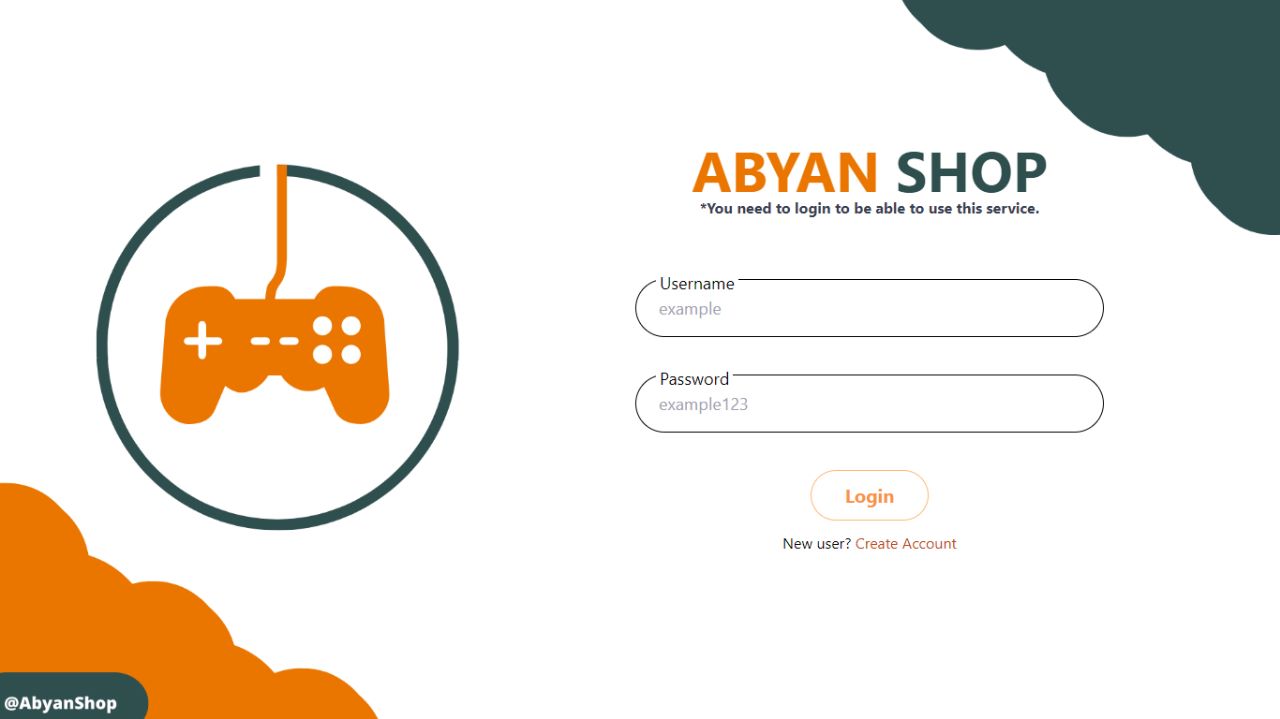 ABYAN SHOP
*You need to login to be able to use this service.
Username
example
Password
example123
Login
New user? Create Account
@AbyanShop